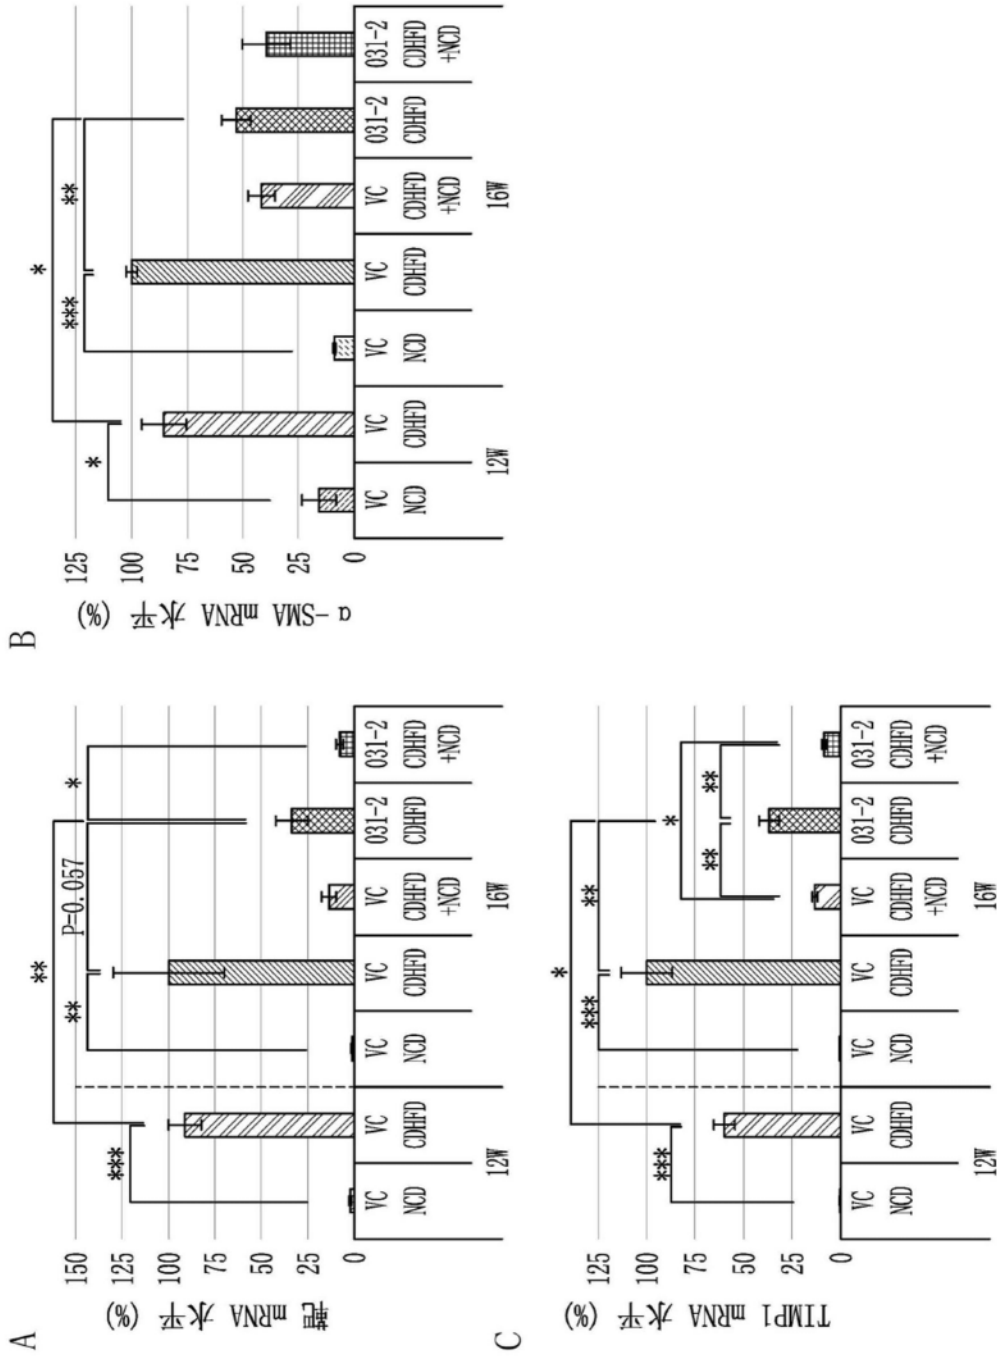 A
靶 mRNA 水平 (%)
150
125
100
75
50
25
0
***
**
**
P=0.057
*
VC VC VC VC VC 031-2 031-2
NCD CDHFD NCD CDHFD CDHFD CDHFD CDHFD
+NCD +NCD
12W 16W
B
α-SMA mRNA 水平 (%)
125
100
75
50
25
0
*
*
***
**
VC VC VC VC VC 031-2 031-2
NCD CDHFD NCD CDHFD CDHFD CDHFD CDHFD
+NCD +NCD
12W 16W
C
TIMP1 mRNA 水平 (%)
125
100
75
50
25
0
***
*
***
**
*
**
**
VC VC VC VC VC 031-2 031-2
NCD CDHFD NCD CDHFD CDHFD CDHFD CDHFD
+NCD +NCD
12W 16W